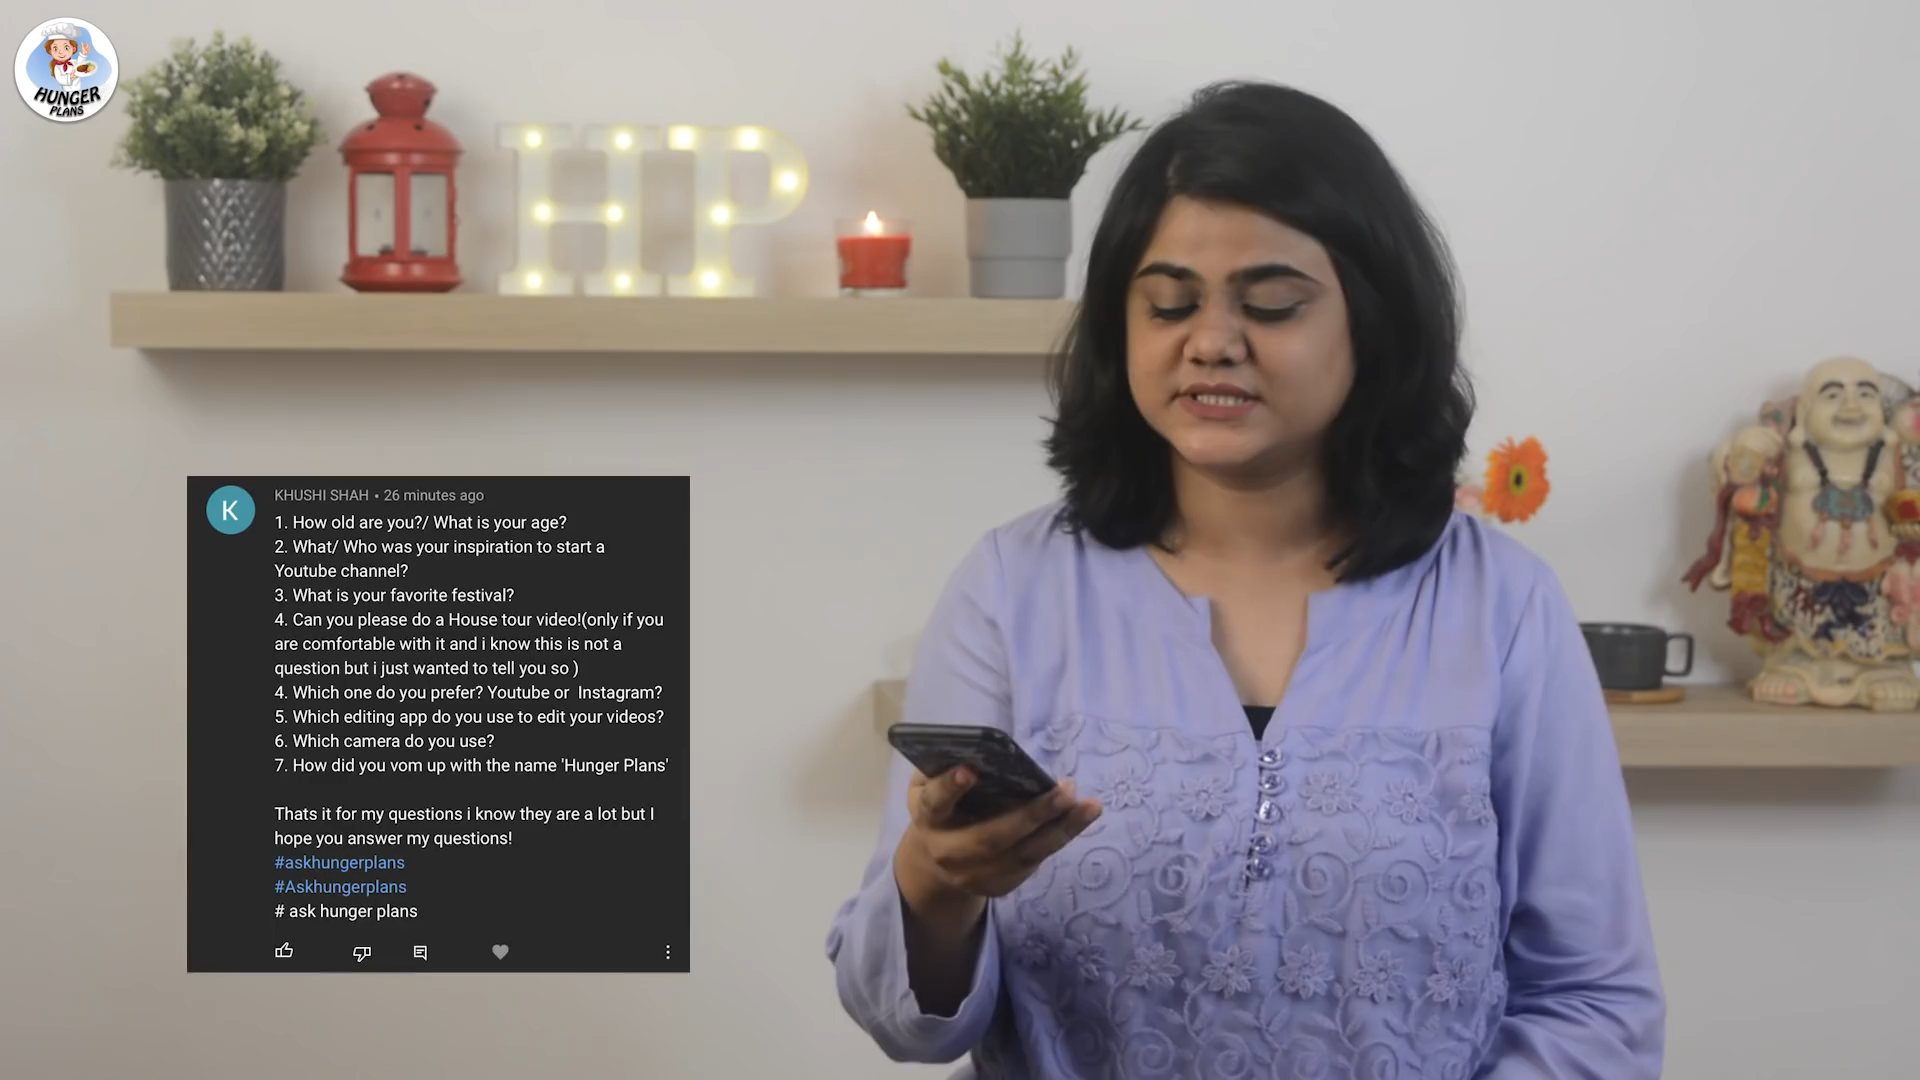 HUNGER
PLANS
HP
K
KHUSHI SHAH • 26 minutes ago
1. How old are you?/ What is your age?
2. What/ Who was your inspiration to start a
Youtube channel?
3. What is your favorite festival?
4. Can you please do a House tour video!(only if you
are comfortable with it and i know this is not a
question but i just wanted to tell you so )
4. Which one do you prefer? Youtube or  Instagram?
5. Which editing app do you use to edit your videos?
6. Which camera do you use?
7. How did you vom up with the name 'Hunger Plans'
Thats it for my questions i know they are a lot but I
hope you answer my questions!
#askhungerplans
#Askhungerplans
# ask hunger plans